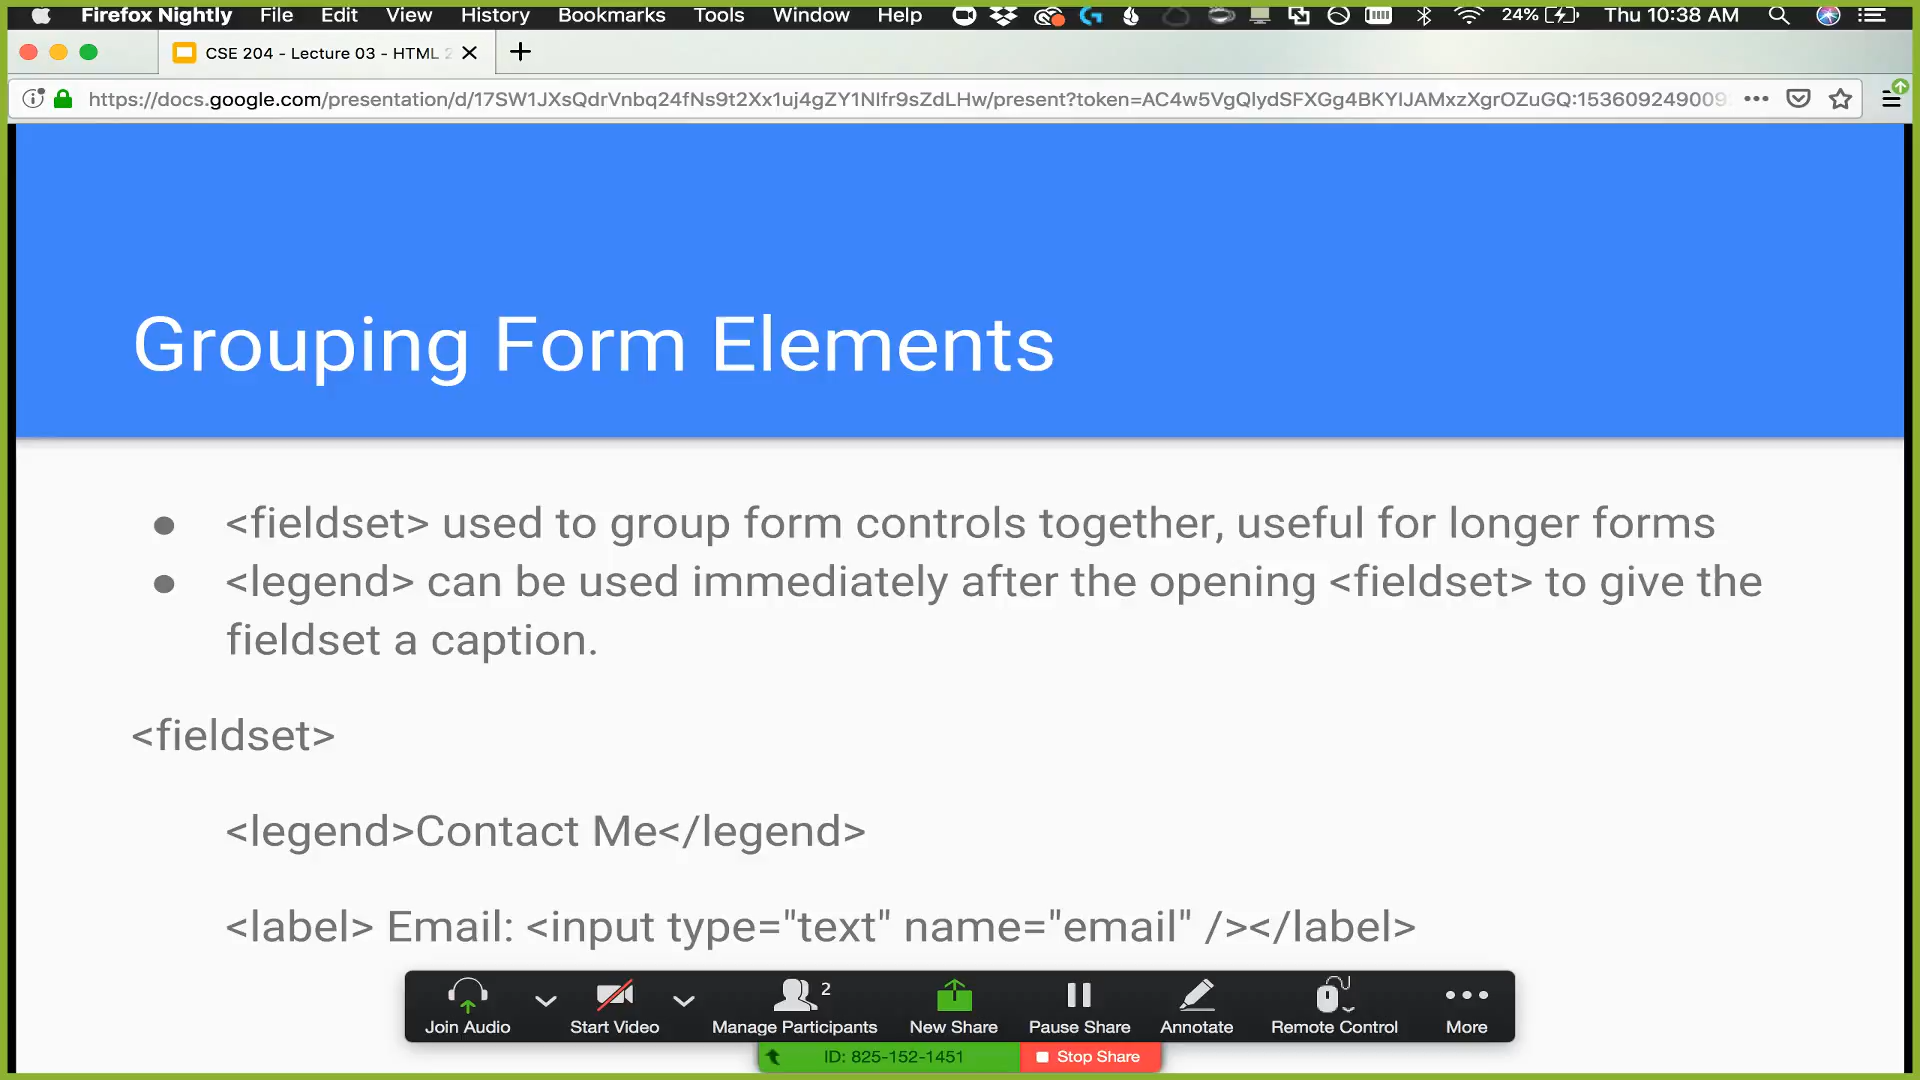 Firefox Nightly File Edit View History Bookmarks Tools Window Help 24% Thu 10:38 AM
CSE 204 - Lecture 03 - HTML
https://docs.google.com/presentation/d/17SW1JXsQdrVnbq24fNs9t2Xx1uj4gZY1NIfr9sZdLHw/present?token=AC4w5VgQlydSFXGg4BKYIJAMxzXgrOZuGQ:153609249009
Grouping Form Elements
● <fieldset> used to group form controls together, useful for longer forms
● <legend> can be used immediately after the opening <fieldset> to give the
fieldset a caption.
<fieldset>
<legend>Contact Me</legend>
<label> Email: <input type="text" name="email" /></label>
2
Join Audio Start Video Manage Participants New Share Pause Share Annotate Remote Control More
ID: 825-152-1451 Stop Share